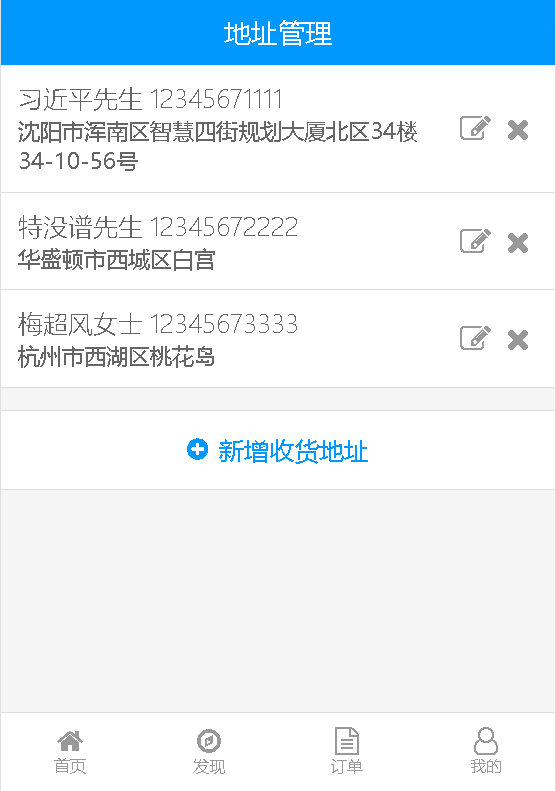 地址管理
习近平先生 12345671111
沈阳市浑南区智慧四街规划大厦北区34楼
34-10-56号
特没谱先生 12345672222
华盛顿市西城区白宫
梅超风女士 12345673333
杭州市西湖区桃花岛
新增收货地址
首页 发现 订单 我的